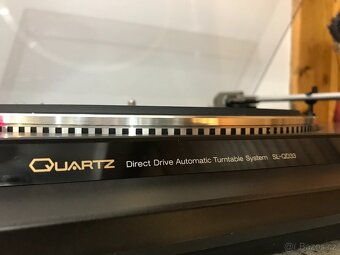 QUARTZ Direct Drive Automatic Turntable System SL-QD33
@Bazos.cz